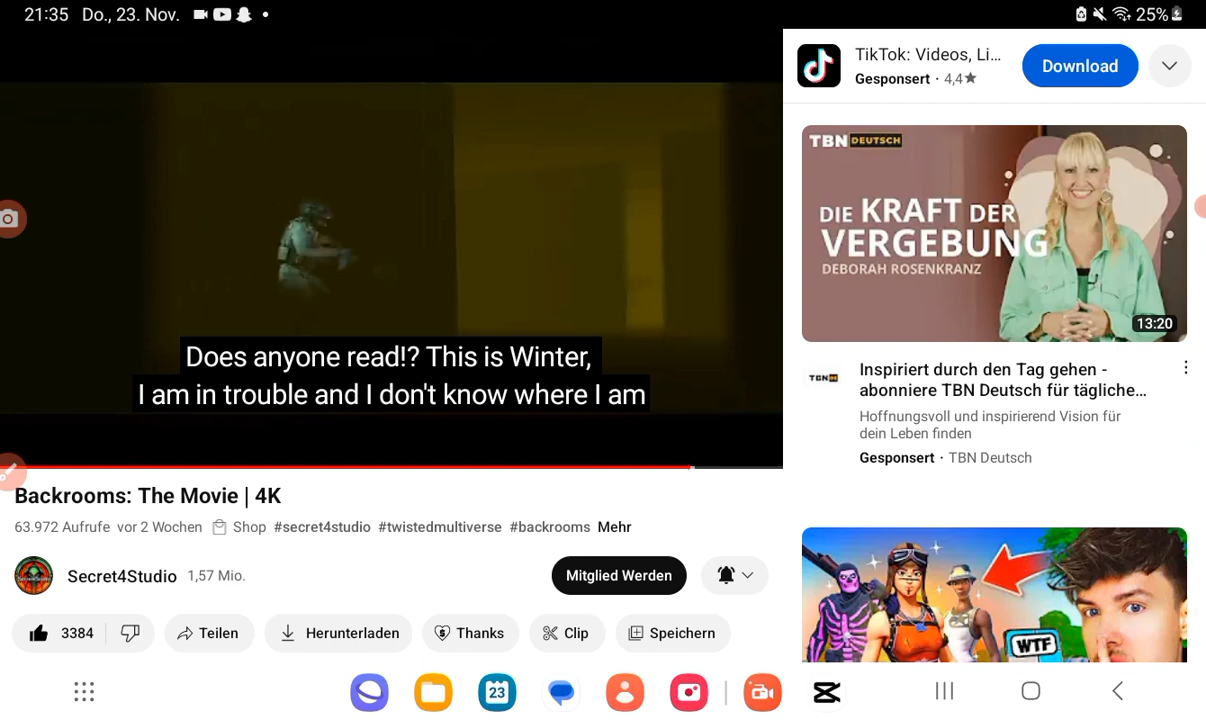 21:35 Do., 23. Nov.
25%
TikTok: Videos, Li...
Gesponsert · 4,4★
Download
TBN DEUTSCH
DIE KRAFT DER
VERGEBUNG
DEBORAH ROSENKRANZ
13:20
Inspiriert durch den Tag gehen -
abonniere TBN Deutsch für tägliche...
Hoffnungsvoll und inspirierend Vision für
dein Leben finden
Gesponsert · TBN Deutsch
WTF
Does anyone read!? This is Winter,
I am in trouble and I don't know where I am
Backrooms: The Movie | 4K
63.972 Aufrufe vor 2 Wochen Shop #secret4studio #twistedmultiverse #backrooms Mehr
Secret4Studio 1,57 Mio.
Mitglied Werden
3384
Teilen
Herunterladen
Thanks
Clip
Speichern
23